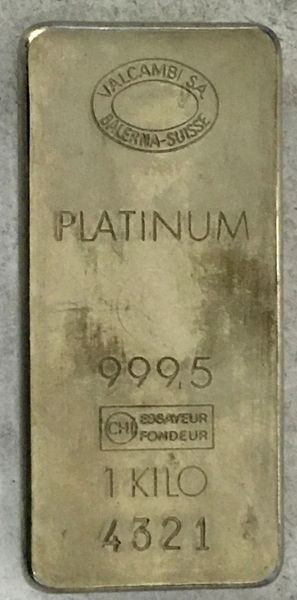 VALCAMBI SA
BALERNA-SUISSE
PLATINUM
999,5
CHI ESSAYEUR
FONDEUR
1 KILO
4321